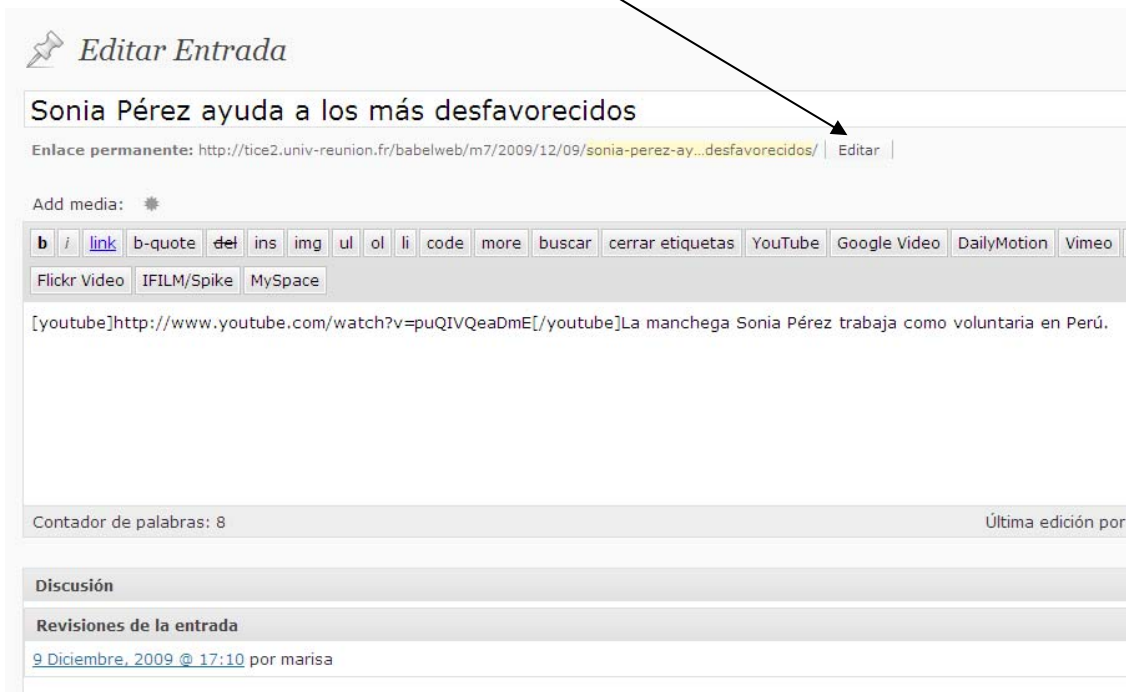 Editar Entrada
Sonia Pérez ayuda a los más desfavorecidos
Enlace permanente: http://tice2.univ-reunion.fr/babelweb/m7/2009/12/09/sonia-perez-ay...desfavorecidos/ Editar
Add media:
b i link b-quote del ins img ul ol li code more buscar cerrar etiquetas YouTube Google Video DailyMotion Vimeo
Flickr Video IFILM/Spike MySpace
[youtube]http://www.youtube.com/watch?v=puQIVQeaDmE[/youtube]La manchega Sonia Pérez trabaja como voluntaria en Perú.
Contador de palabras: 8 Última edición por
Discusión
Revisiones de la entrada
9 Diciembre, 2009 @ 17:10 por marisa